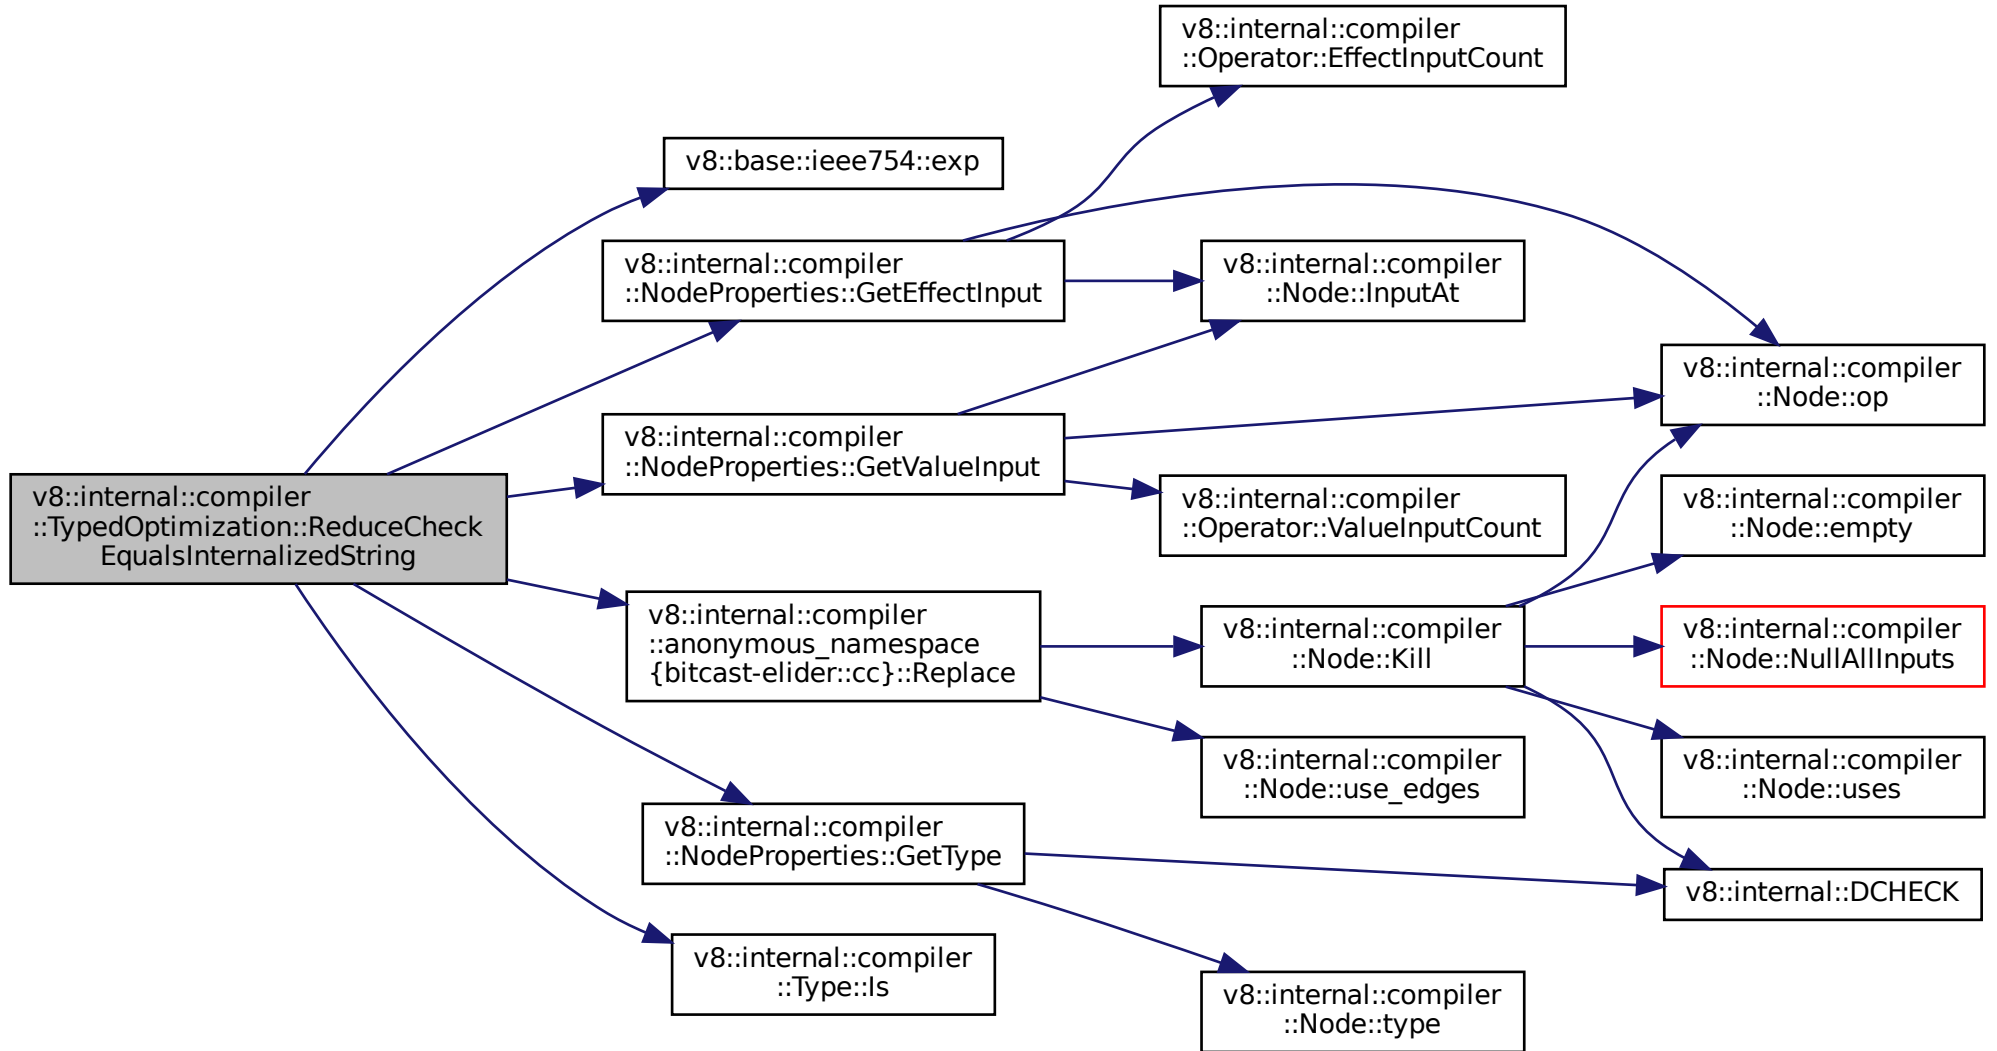 v8::internal::compiler
::Operator::EffectInputCount
v8::base::ieee754::exp
v8::internal::compiler
::NodeProperties::GetEffectInput
v8::internal::compiler
::Node::InputAt
v8::internal::compiler
::Node::op
v8::internal::compiler
::NodeProperties::GetValueInput
v8::internal::compiler
::TypedOptimization::ReduceCheck
EqualsInternalizedString
v8::internal::compiler
::Operator::ValueInputCount
v8::internal::compiler
::Node::empty
v8::internal::compiler
::anonymous_namespace
{bitcast-elider::cc}::Replace
v8::internal::compiler
::Node::Kill
v8::internal::compiler
::Node::NullAllInputs
v8::internal::compiler
::Node::use_edges
v8::internal::compiler
::Node::uses
v8::internal::compiler
::NodeProperties::GetType
v8::internal::DCHECK
v8::internal::compiler
::Type::Is
v8::internal::compiler
::Node::type